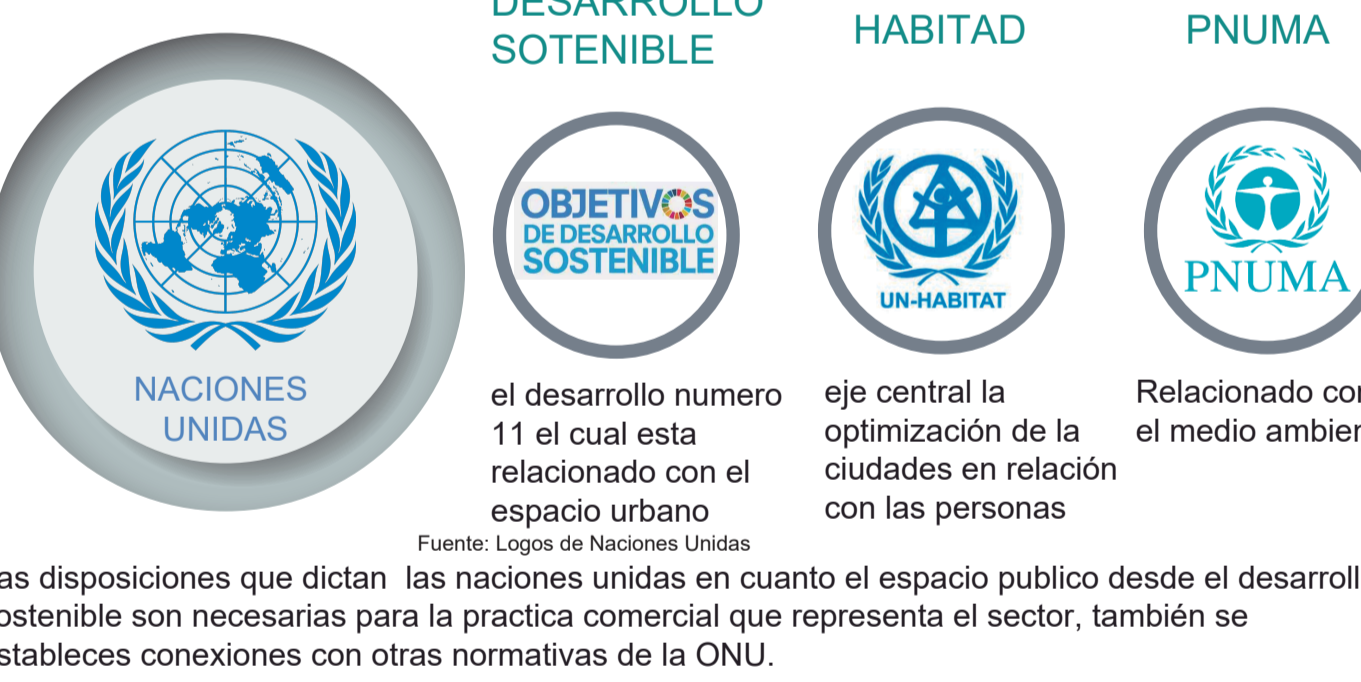 DESARROLLO
SOTENIBLE
HABITAD
PNUMA
OBJETIVOS
DE DESARROLLO
SOSTENIBLE
UN-HABITAT
PNUMA
NACIONES
UNIDAS
el desarrollo numero
11 el cual esta
relacionado con el
espacio urbano
eje central la
optimización de la
ciudades en relación
con las personas
Relacionado con
el medio ambien
Fuente: Logos de Naciones Unidas
as disposiciones que dictan las naciones unidas en cuanto el espacio publico desde el desarroll
ostenible son necesarias para la practica comercial que representa el sector, también se
stableces conexiones con otras normativas de la ONU.